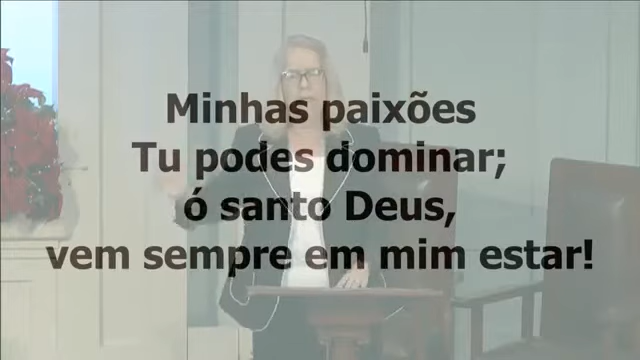 Minhas paixões
Tu podes dominar;
ó santo Deus,
vem sempre em mim estar!